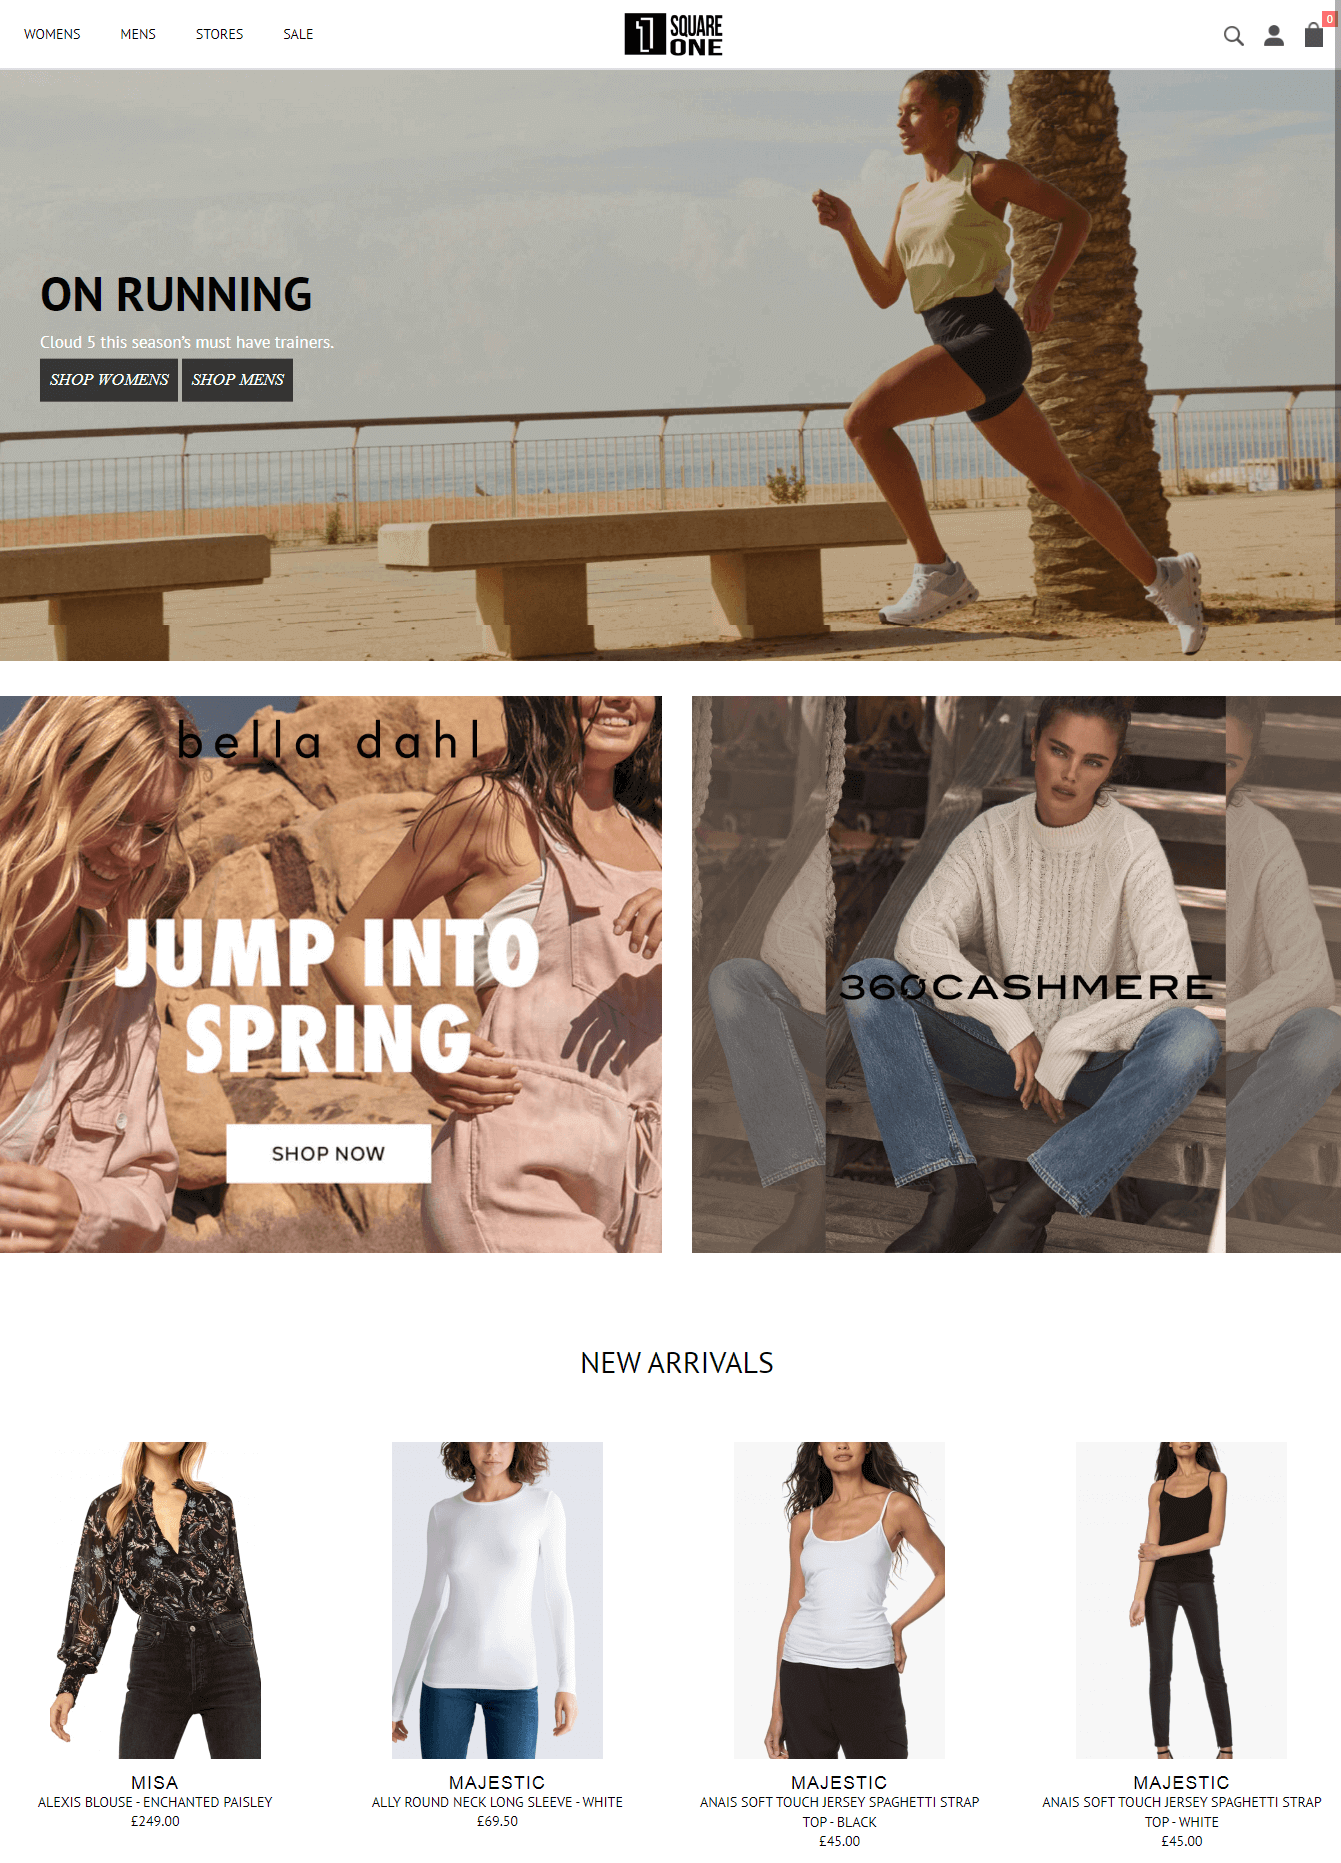 WOMENS
MENS
STORES
SALE
SQUARE
ONE
0
ON RUNNING
Cloud 5 this season's must have trainers.
SHOP WOMENS
SHOP MENS
bella dahl
JUMP INTO
SPRING
SHOP NOW
360CASHMERE
NEW ARRIVALS
MISA
ALEXIS BLOUSE - ENCHANTED PAISLEY
£249.00
MAJESTIC
ALLY ROUND NECK LONG SLEEVE - WHITE
£69.50
MAJESTIC
ANAIS SOFT TOUCH JERSEY SPAGHETTI STRAP
TOP - BLACK
£45.00
MAJESTIC
ANAIS SOFT TOUCH JERSEY SPAGHETTI STRAP
TOP - WHITE
£45.00